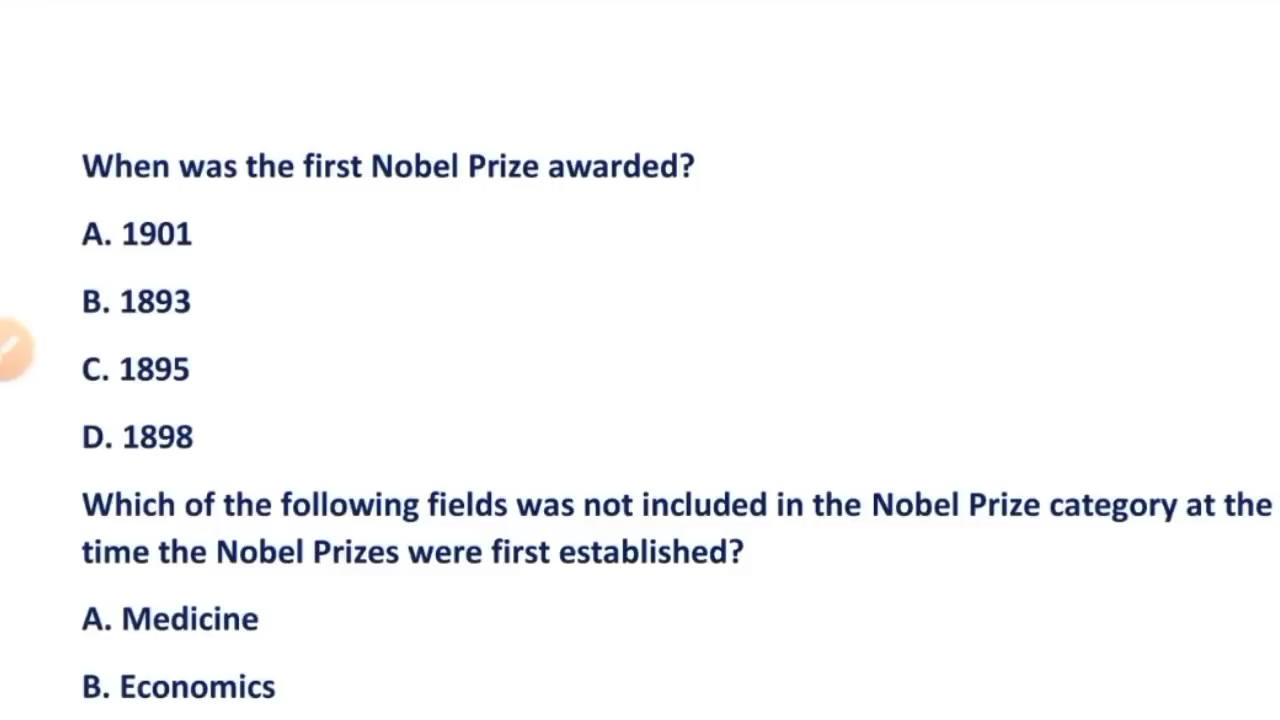 When was the first Nobel Prize awarded?
A. 1901
B. 1893
C. 1895
D. 1898
Which of the following fields was not included in the Nobel Prize category at the
time the Nobel Prizes were first established?
A. Medicine
B. Economics